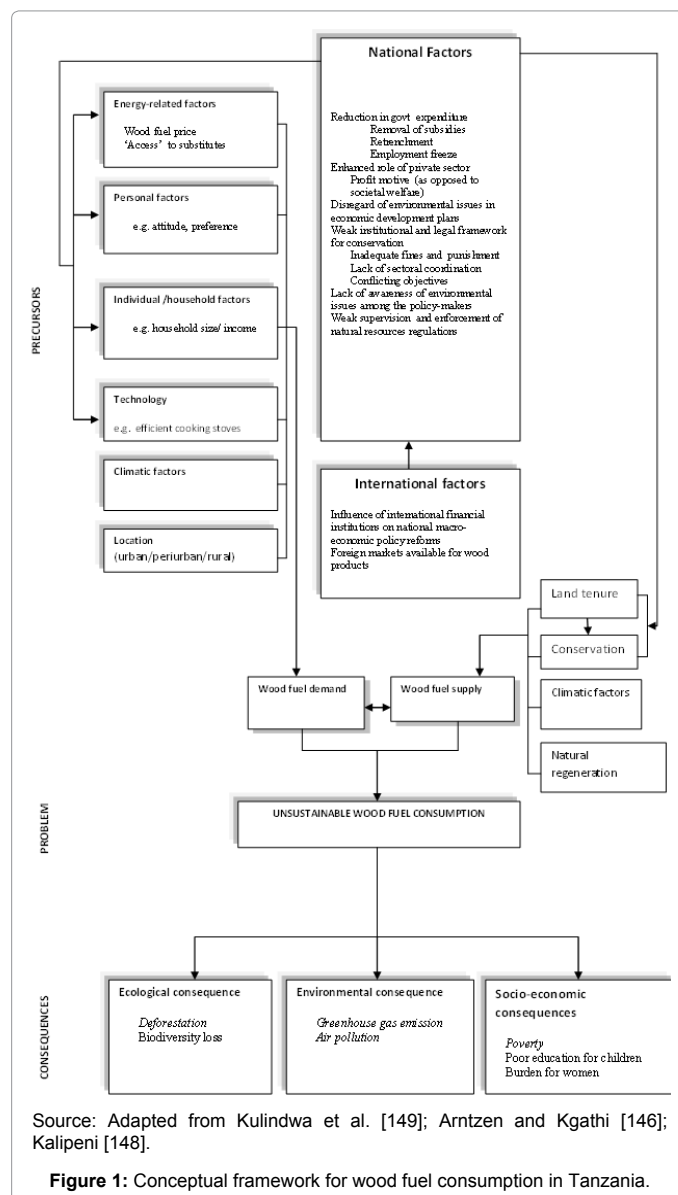 National Factors
Reduction in govt expenditure
Removal of subsidies
Retrenchment
Employment freeze
Enhanced role of private sector
Profit motive (as opposed to
societal welfare)
Disregard of environmental issues in
economic development plans
Weak institutional and legal framework
for conservation
Inadequate fines and punishment
Lack of sectoral coordination
Conflicting objectives
Lack of awareness of environmental
issues among the policy-makers
Weak supervision and enforcement of
natural resources regulations
PRECURSORS
Energy-related factors
Wood fuel price
'Access' to substitutes
Personal factors
e.g. attitude, preference
Individual /household factors
e.g. household size/ income
Technology
e.g. efficient cooking stoves
Climatic factors
Location
(urban/periurban/rural)
International factors
Influence of international financial
institutions on national macro-
economic policy reforms
Foreign markets available for wood
products
Land tenure
Conservation
Climatic factors
Natural
regeneration
Wood fuel demand
Wood fuel supply
PROBLEM
UNSUSTAINABLE WOOD FUEL CONSUMPTION
CONSEQUENCES
Ecological consequence
Deforestation
Biodiversity loss
Environmental consequence
Greenhouse gas emission
Air pollution
Socio-economic
consequences
Poverty
Poor education for children
Burden for women
Source: Adapted from Kulindwa et al. [149]; Arntzen and Kgathi [146];
Kalipeni [148].
Figure 1: Conceptual framework for wood fuel consumption in Tanzania.